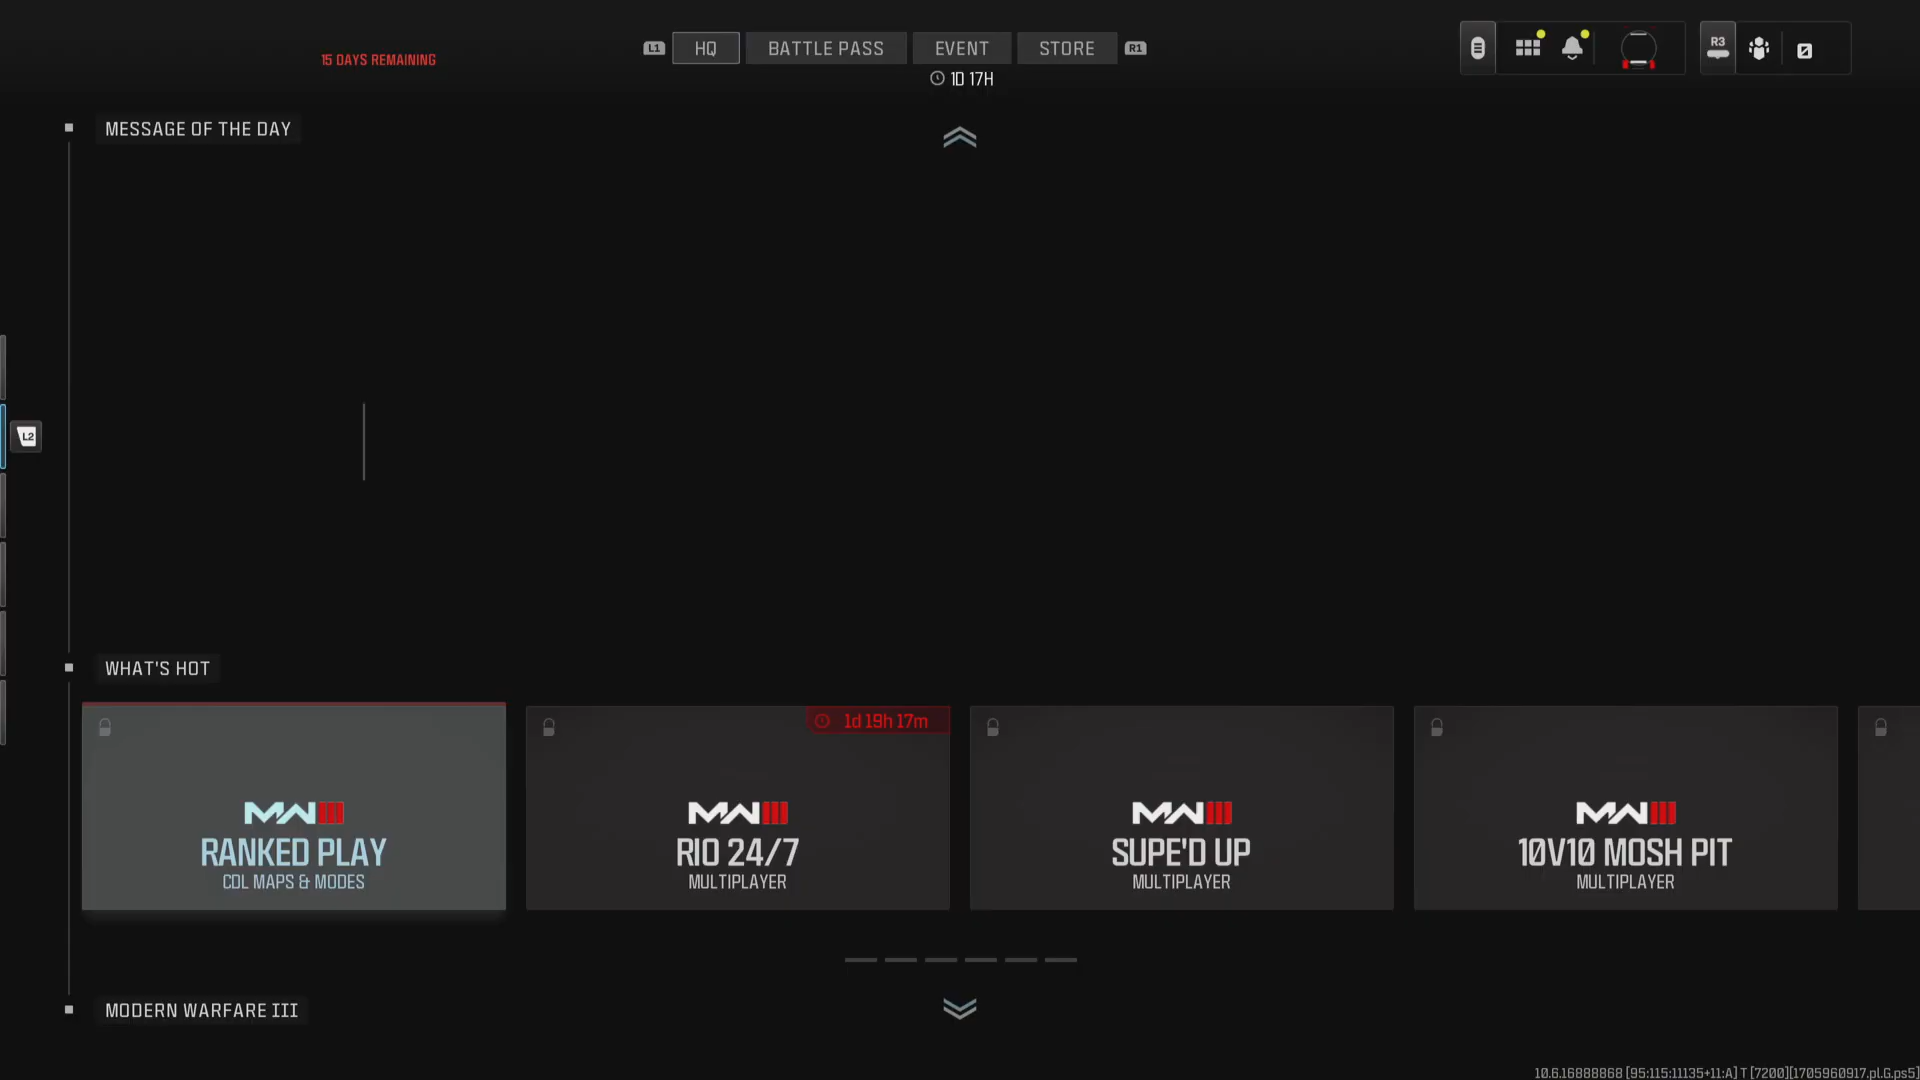 15 DAYS REMAINING
L1 HQ BATTLE PASS EVENT STORE R1
1D 17H
R3
0
MESSAGE OF THE DAY
L2
WHAT'S HOT
MWIII
RANKED PLAY
CDL MAPS & MODES
1d 19h 17m
MWIII
RIO 24/7
MULTIPLAYER
MWIII
SUPE'D UP
MULTIPLAYER
MWIII
10V10 MOSH PIT
MULTIPLAYER
MODERN WARFARE III
10.6.16888868 [95:115:11135+11:A] T [7200][1705960917.pl.G.ps5]